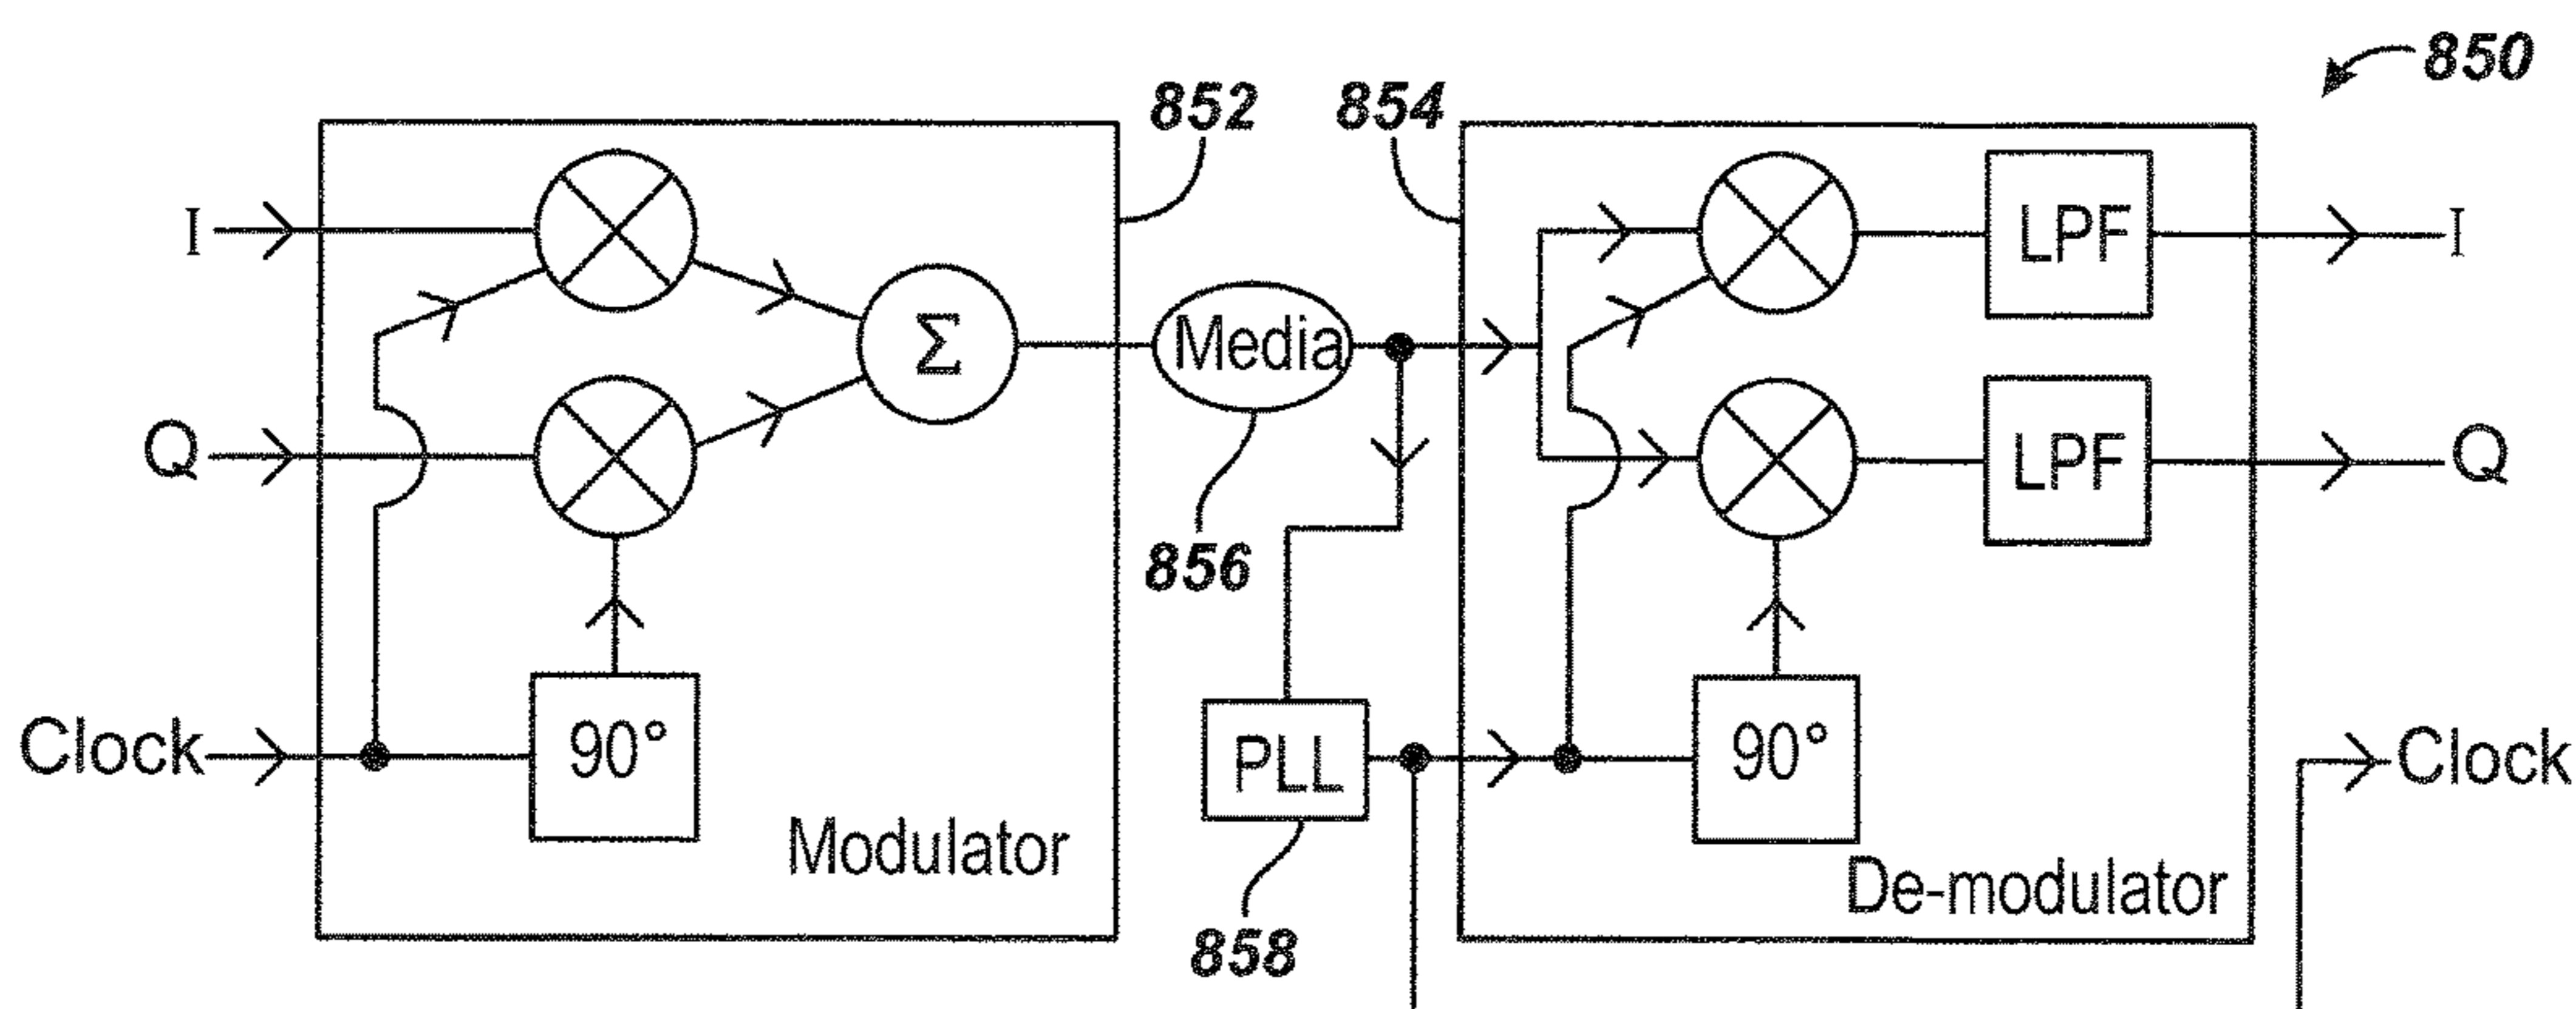 850
852
854
I
Σ
Media
LPF
I
Q
LPF
Q
856
Clock
90°
PLL
90°
Clock
Modulator
De-modulator
858